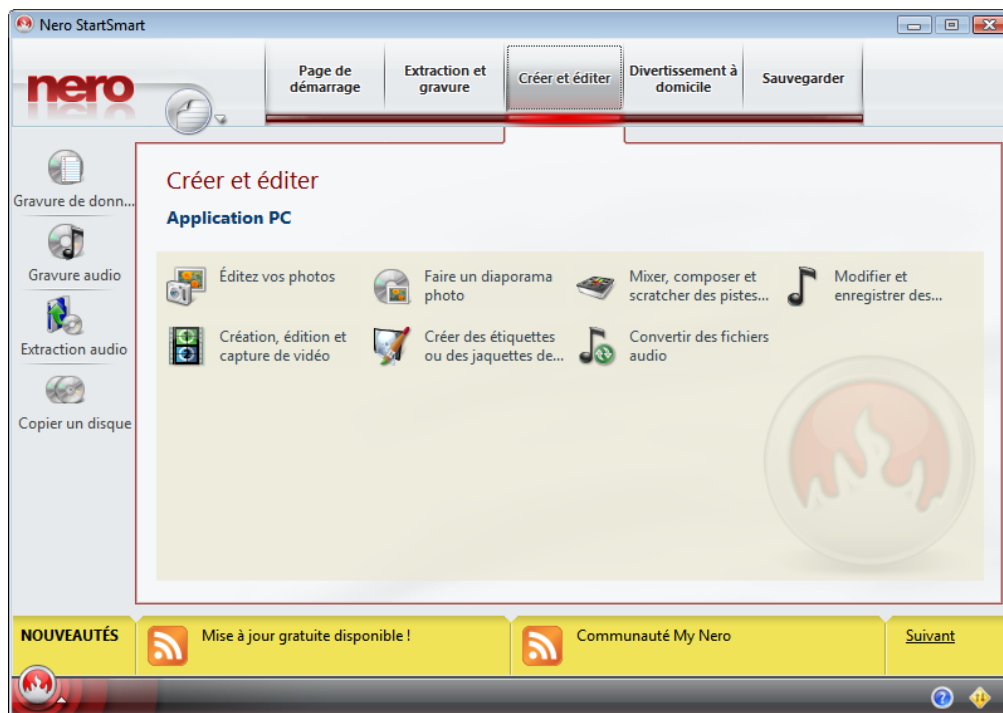 Nero StartSmart
nero
Page de
démarrage
Extraction et
gravure
Créer et éditer
Divertissement à
domicile
Sauvegarder
Gravure de donn...
Gravure audio
Extraction audio
Copier un disque
Créer et éditer
Application PC
Éditez vos photos
Faire un diaporama
photo
Mixer, composer et
scratcher des pistes...
Modifier et
enregistrer des...
Création, édition et
capture de vidéo
Créer des étiquettes
ou des jaquettes de...
Convertir des fichiers
audio
NOUVEAUTÉS
Mise à jour gratuite disponible !
Communauté My Nero
Suivant